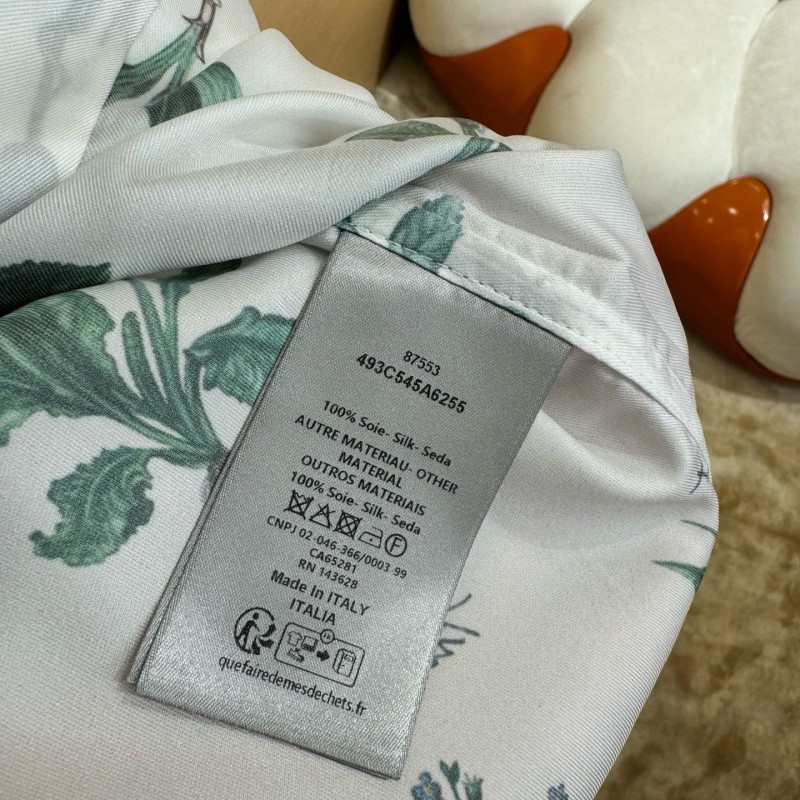 87553
493C545A6255
100% Soie- Silk- Seda
AUTRE MATERIAU- OTHER
MATERIAL
OUTROS MATERIAIS
100% Soie- Silk- Seda
F
CNPJ 02-046-366/0003-99
CA65281
RN 143628
Made In ITALY
ITALIA
quefairedemesdechets.fr